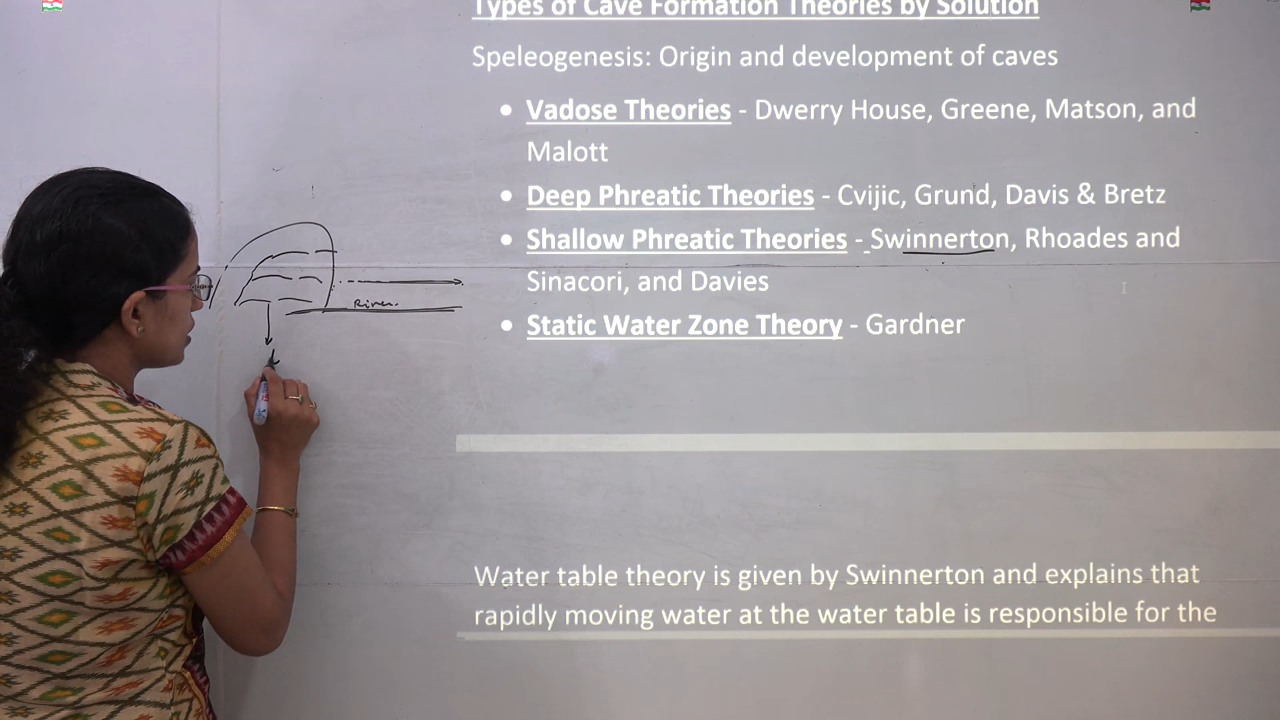 Types of Cave Formation Theories by Solution
Speleogenesis: Origin and development of caves
• Vadose Theories - Dwerry House, Greene, Matson, and
Malott
• Deep Phreatic Theories - Cvijic, Grund, Davis & Bretz
• Shallow Phreatic Theories - Swinnerton, Rhoades and
Sinacori, and Davies
River
• Static Water Zone Theory - Gardner
Water table theory is given by Swinnerton and explains that
rapidly moving water at the water table is responsible for the